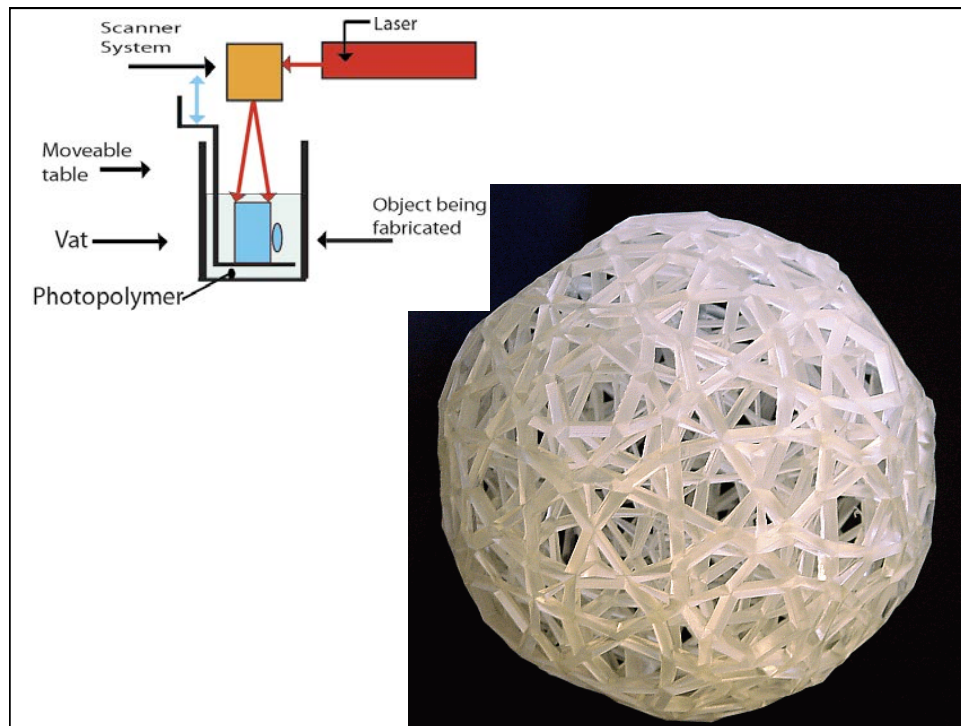 Scanner
System
Laser
Moveable
table
Object being
fabricated
Vat
Photopolymer